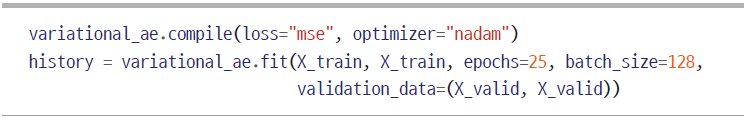 variational_ae.compile(loss="mse", optimizer="nadam")
history = variational_ae.fit(X_train, X_train, epochs=25, batch_size=128,
                             validation_data=(X_valid, X_valid))